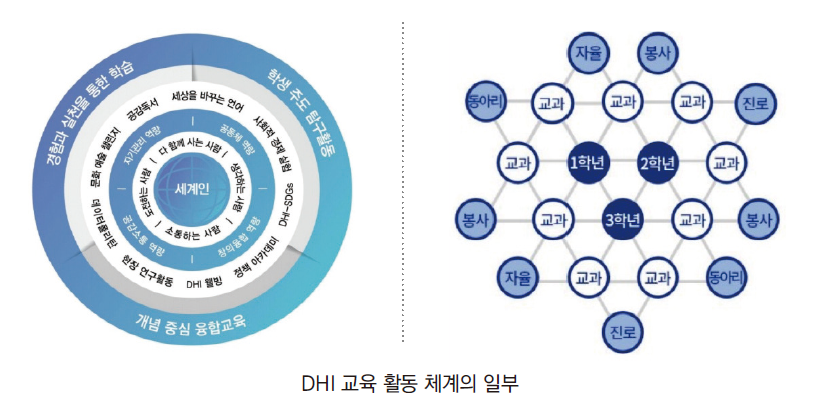 경험과 실천을 통한 학습
학생 주도 탐구활동
개념 중심 융합교육
세상을 바꾸는 언어
사회적 경제 실험
DHI-SDGs
정책 아카데미
DHI 웰빙
현장 연구활동
데이터폴리탄
문화 예술 챌린지
공감독서
자기관리 역량
공동체 역량
창의융합 역량
공감소통 역량
다 함께 사는 사람
생각하는 사람
소통하는 사람
도전하는 사람
세계인
자율
봉사
동아리
교과
교과
교과
진로
교과
1학년
2학년
교과
봉사
교과
3학년
교과
봉사
자율
교과
교과
동아리
진로
DHI 교육 활동 체계의 일부